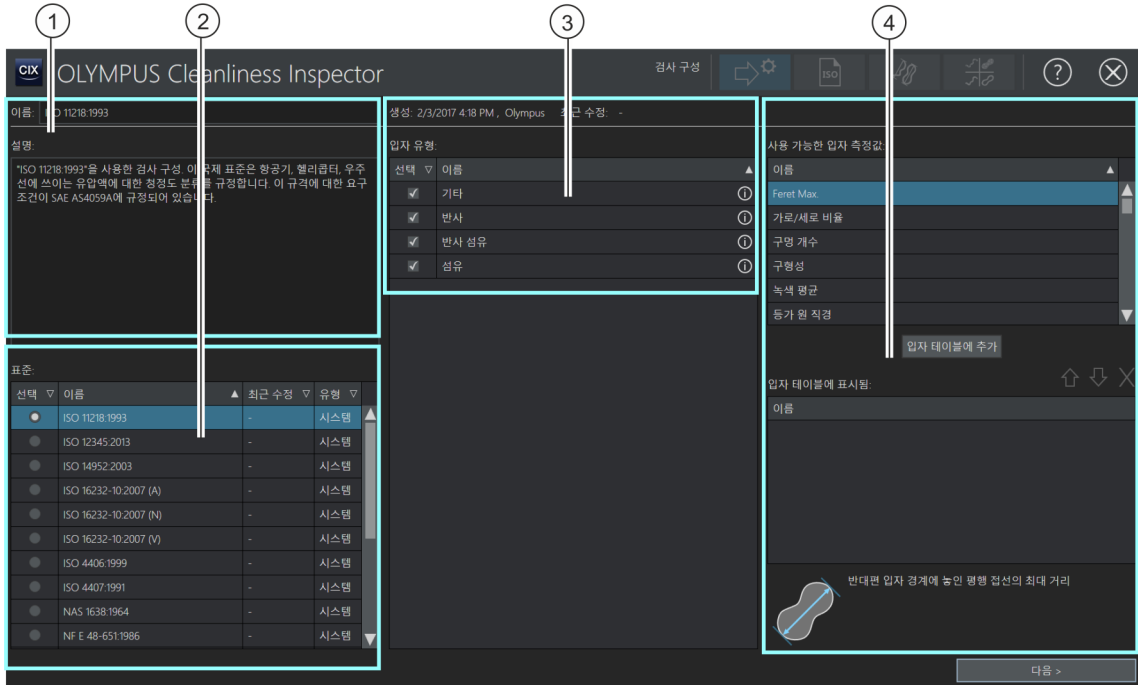 1
2
3
4
CIX OLYMPUS Cleanliness Inspector
검사 구성
ISO
?
이름: ISO 11218:1993
설명:
"ISO 11218:1993"을 사용한 검사 구성. 이 국제 표준은 항공기, 헬리콥터, 우주
선에 쓰이는 유압액에 대한 청정도 분류를 규정합니다. 이 규격에 대한 요구
조건이 SAE AS4059A에 규정되어 있습니다.
표준:
선택 이름 최근 수정 유형
ISO 11218:1993 - 시스템
ISO 12345:2013 - 시스템
ISO 14952:2003 - 시스템
ISO 16232-10:2007 (A) - 시스템
ISO 16232-10:2007 (N) - 시스템
ISO 16232-10:2007 (V) - 시스템
ISO 4406:1999 - 시스템
ISO 4407:1991 - 시스템
NAS 1638:1964 - 시스템
NF E 48-651:1986 - 시스템
생성: 2/3/2017 4:18 PM , Olympus 최근 수정: -
입자 유형:
선택 이름
기타
반사
반사 섬유
섬유
사용 가능한 입자 측정값:
이름
Feret Max.
가로/세로 비율
구멍 개수
구형성
녹색 평균
등가 원 직경
입자 테이블에 추가
입자 테이블에 표시됨:
이름
반대편 입자 경계에 놓인 평행 접선의 최대 거리
다음 >